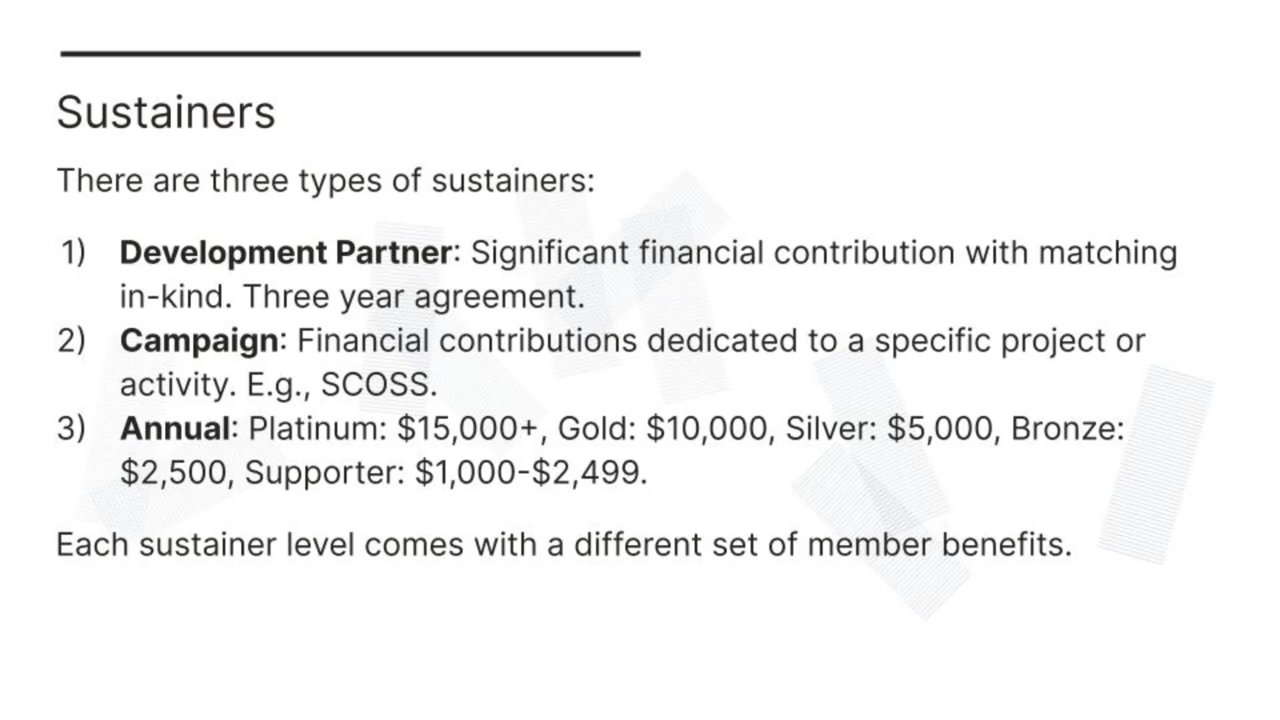 Sustainers
There are three types of sustainers:
1) Development Partner: Significant financial contribution with matching
in-kind. Three year agreement.
2) Campaign: Financial contributions dedicated to a specific project or
activity. E.g., SCOSS.
3) Annual: Platinum: $15,000+, Gold: $10,000, Silver: $5,000, Bronze:
$2,500, Supporter: $1,000-$2,499.
Each sustainer level comes with a different set of member benefits.